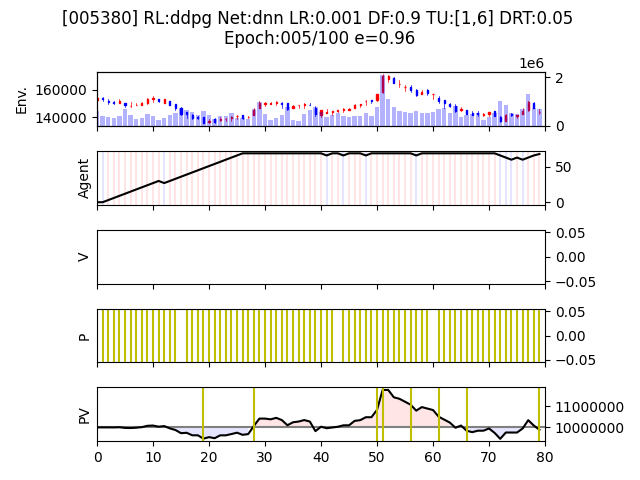 [005380] RL:ddpg Net:dnn LR:0.001 DF:0.9 TU:[1,6] DRT:0.05
Epoch:005/100 e=0.96
1e6
Env.
160000
140000
2
0
Agent
50
0
V
0.05
0.00
−0.05
P
0.05
0.00
−0.05
PV
11000000
10000000
0 10 20 30 40 50 60 70 80